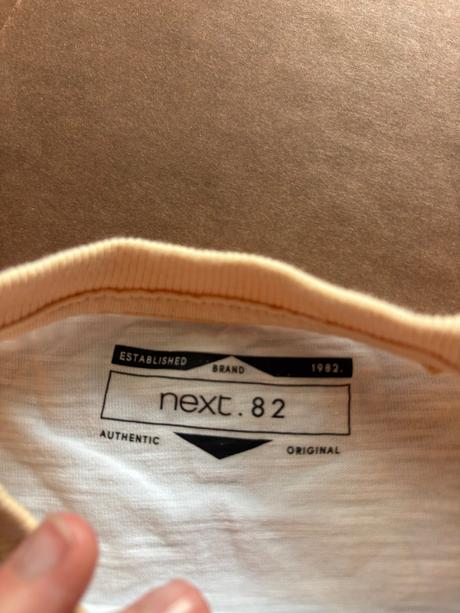 ESTABLISHED BRAND 1982.
next.82
AUTHENTIC ORIGINAL